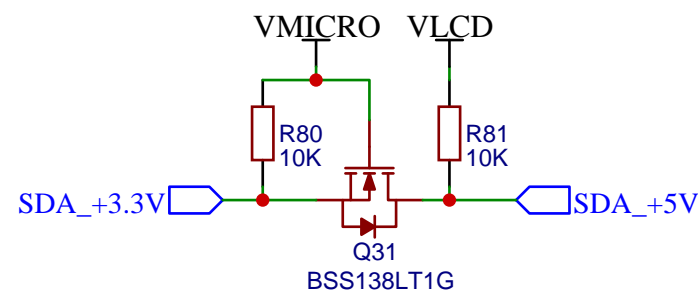 VMICRO
VLCD
R80
10K
R81
10K
SDA_+3.3V
SDA_+5V
Q31
BSS138LT1G